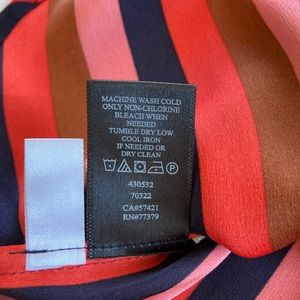 MACHINE WASH COLD
ONLY NON-CHLORINE
BLEACH WHEN
NEEDED
TUMBLE DRY LOW
COOL IRON
IF NEEDED OR
DRY CLEAN
430532
70322
CA#57421
RN#77379